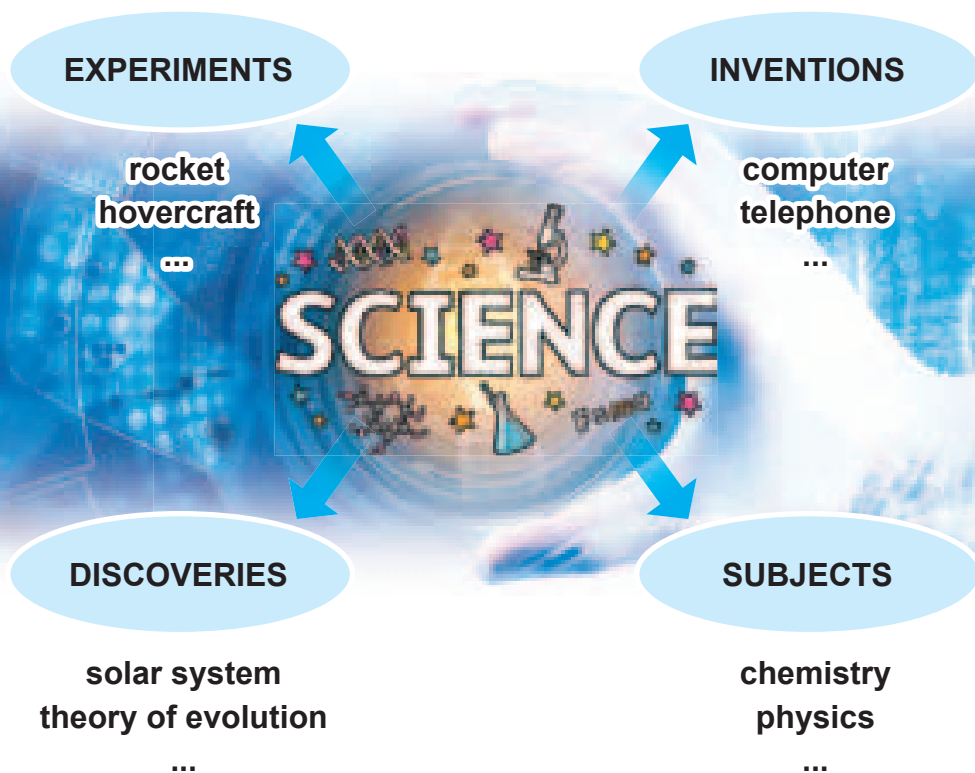 EXPERIMENTS
rocket
hovercraft
...
INVENTIONS
computer
telephone
...
SCIENCE
DISCOVERIES
solar system
theory of evolution
...
SUBJECTS
chemistry
physics
...